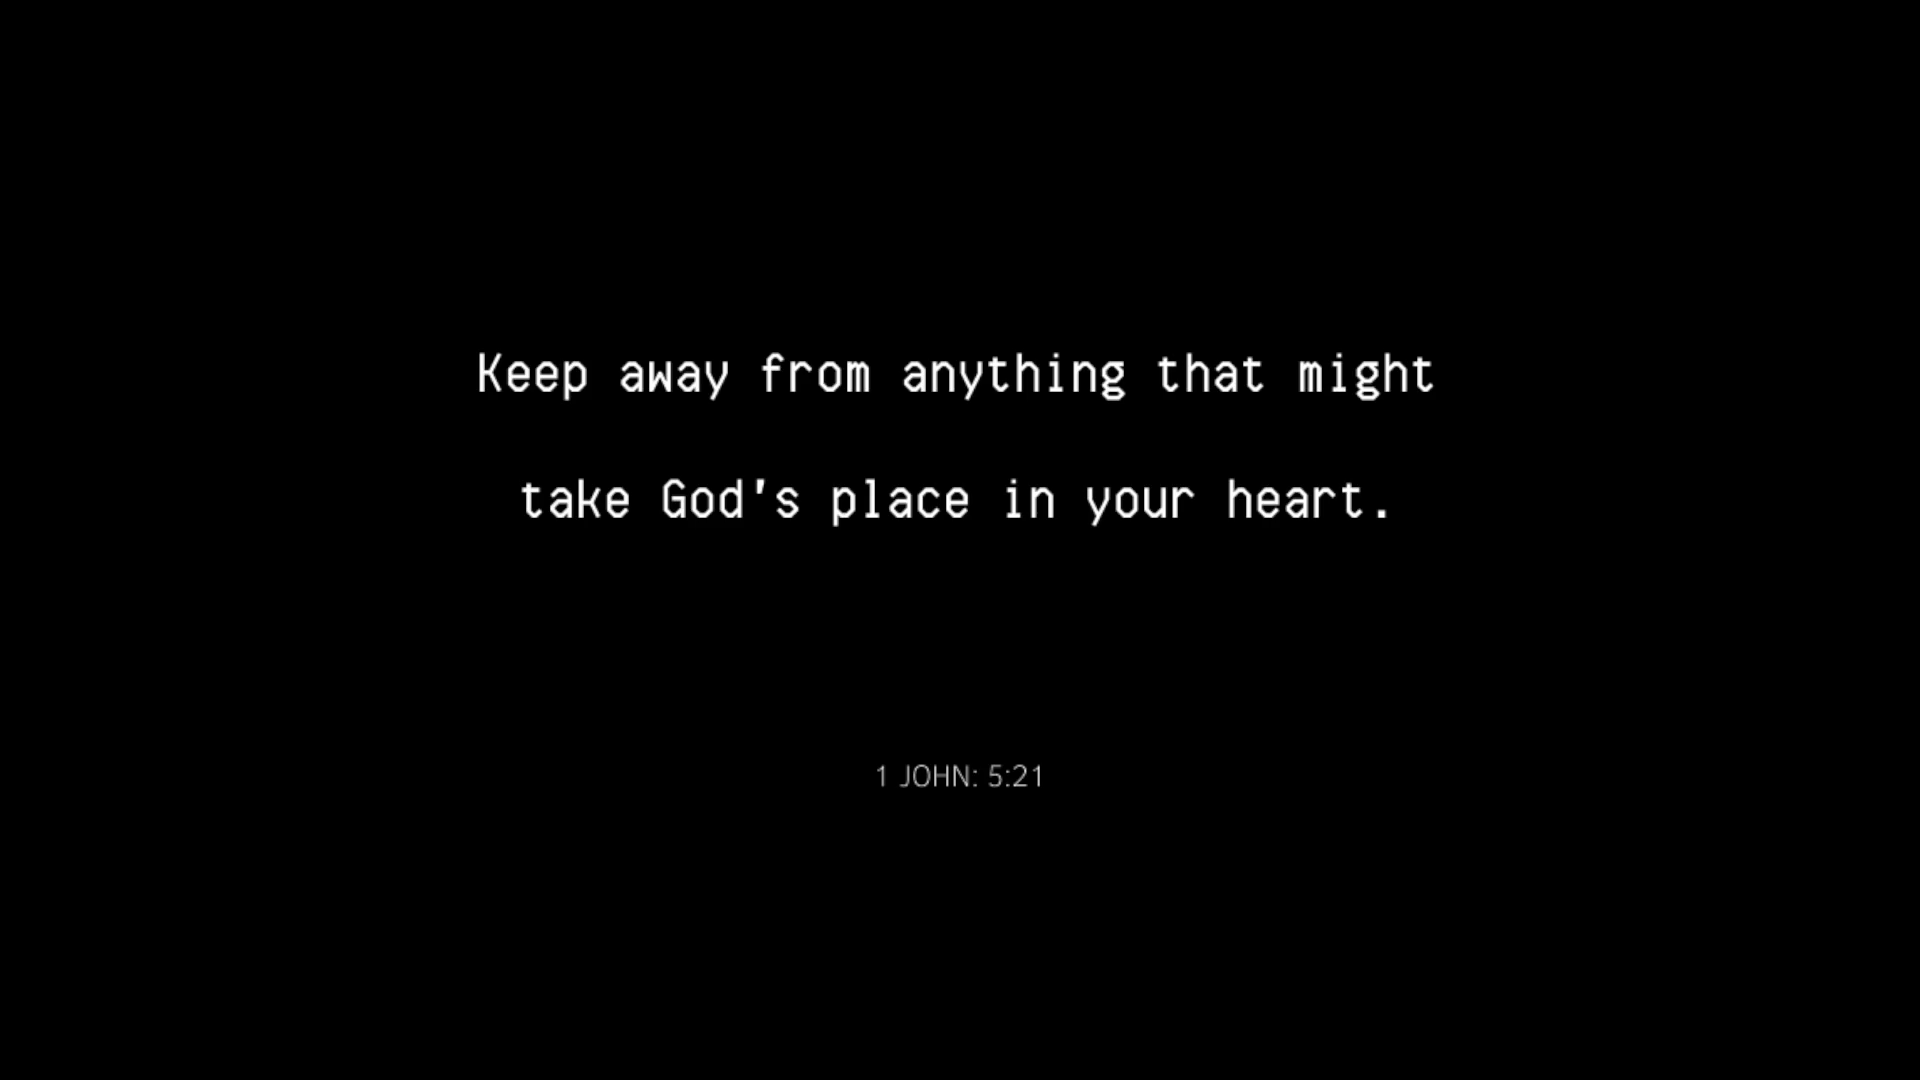 Keep away from anything that might
take God's place in your heart.
1 JOHN: 5:21